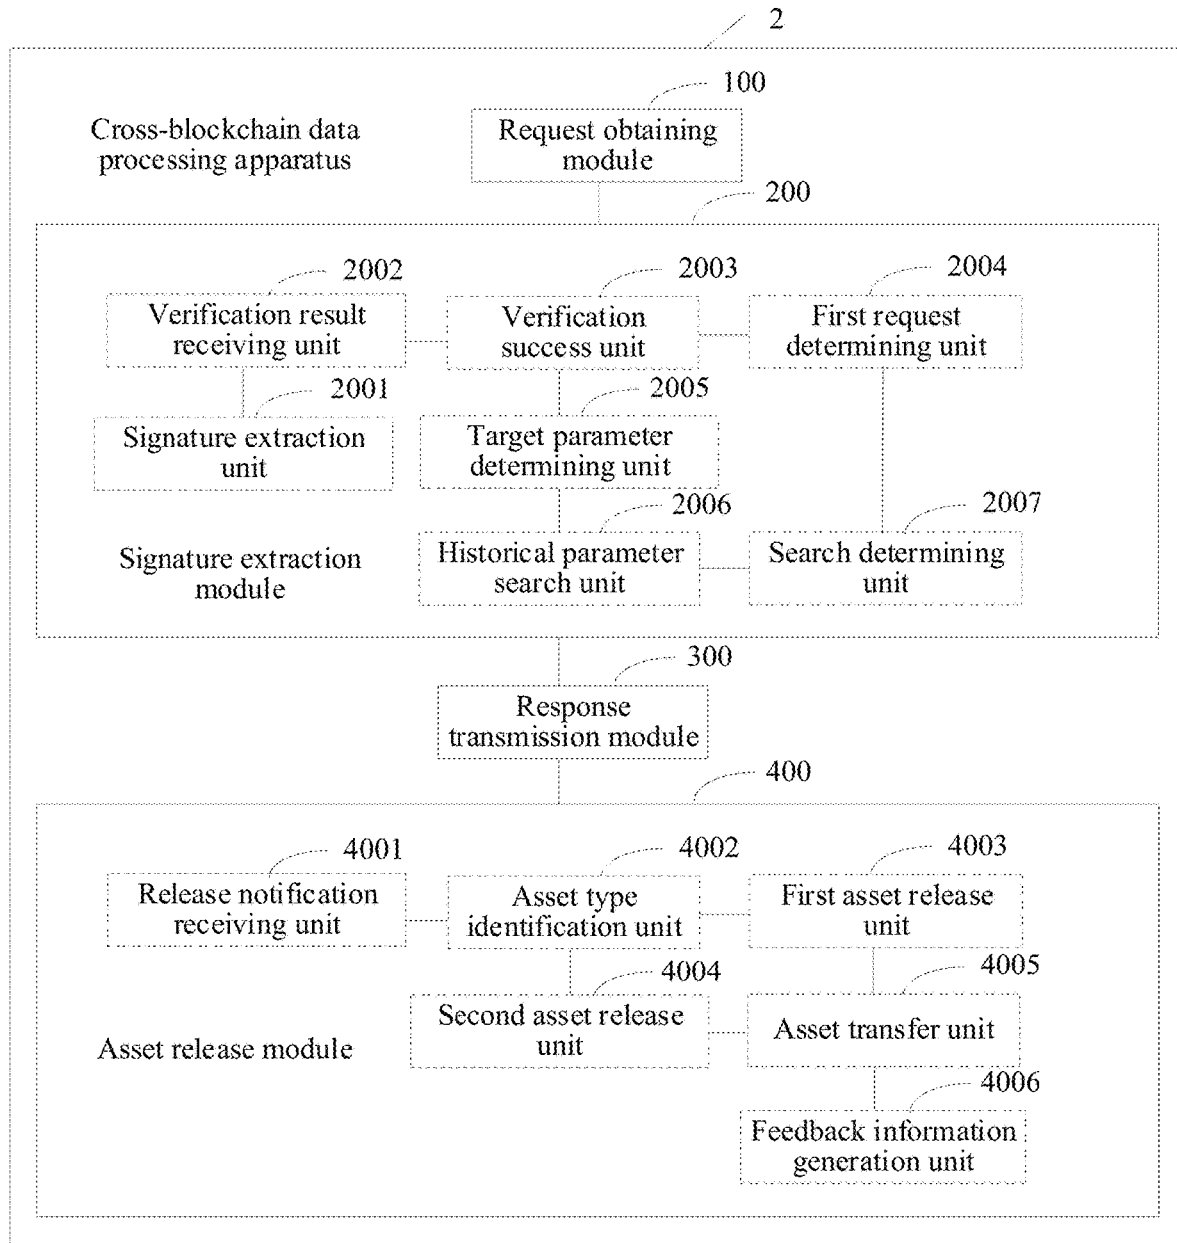 2
100
Cross-blockchain data
processing apparatus
Request obtaining
module
200
2002
2003
2004
Verification result
receiving unit
Verification
success unit
First request
determining unit
2001
2005
Signature extraction
unit
Target parameter
determining unit
2006
2007
Signature extraction
module
Historical parameter
search unit
Search determining
unit
300
Response
transmission module
400
4001
4002
4003
Release notification
receiving unit
Asset type
identification unit
First asset release
unit
4004
4005
Asset release module
Second asset release
unit
Asset transfer unit
4006
Feedback information
generation unit